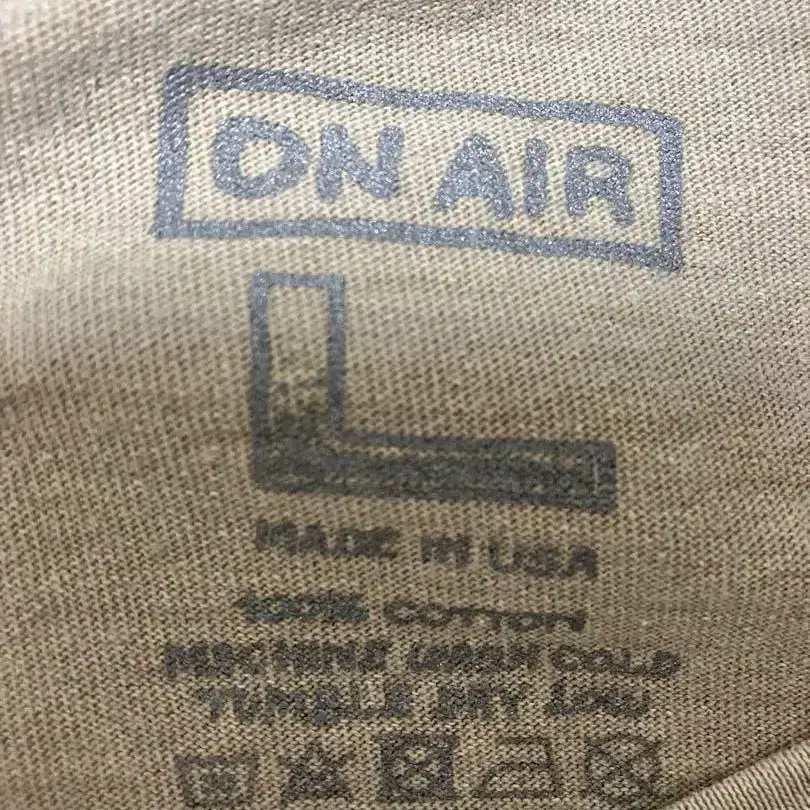 ON AIR
L
MADE IN USA
100% COTTON
MACHINE WASH COLD
TUMBLE DRY LOW